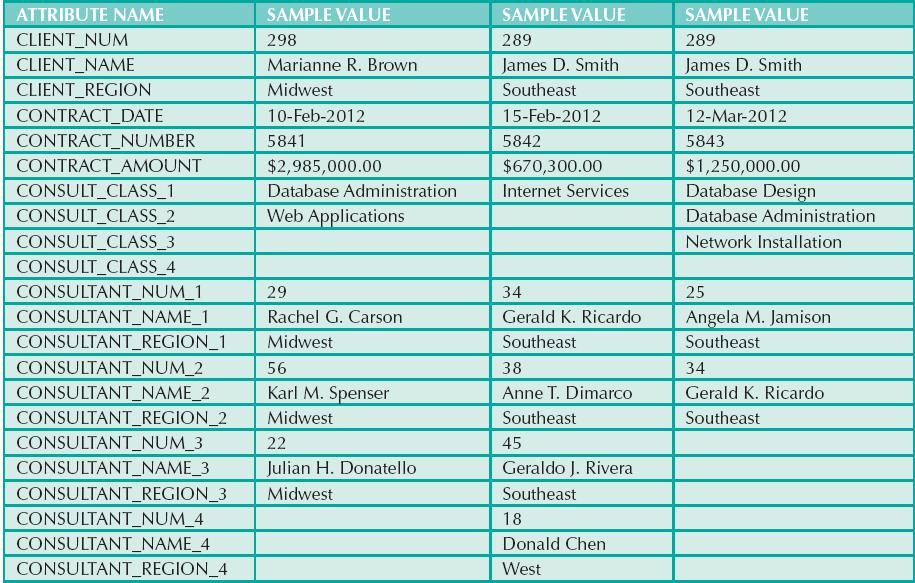 ATTRIBUTE NAME SAMPLE VALUE SAMPLE VALUE SAMPLE VALUE
CLIENT_NUM 298 289 289
CLIENT_NAME Marianne R. Brown James D. Smith James D. Smith
CLIENT_REGION Midwest Southeast Southeast
CONTRACT_DATE 10-Feb-2012 15-Feb-2012 12-Mar-2012
CONTRACT_NUMBER 5841 5842 5843
CONTRACT_AMOUNT $2,985,000.00 $670,300.00 $1,250,000.00
CONSULT_CLASS_1 Database Administration Internet Services Database Design
CONSULT_CLASS_2 Web Applications Database Administration
CONSULT_CLASS_3 Network Installation
CONSULT_CLASS_4
CONSULTANT_NUM_1 29 34 25
CONSULTANT_NAME_1 Rachel G. Carson Gerald K. Ricardo Angela M. Jamison
CONSULTANT_REGION_1 Midwest Southeast Southeast
CONSULTANT_NUM_2 56 38 34
CONSULTANT_NAME_2 Karl M. Spenser Anne T. Dimarco Gerald K. Ricardo
CONSULTANT_REGION_2 Midwest Southeast Southeast
CONSULTANT_NUM_3 22 45
CONSULTANT_NAME_3 Julian H. Donatello Geraldo J. Rivera
CONSULTANT_REGION_3 Midwest Southeast
CONSULTANT_NUM_4 18
CONSULTANT_NAME_4 Donald Chen
CONSULTANT_REGION_4 West